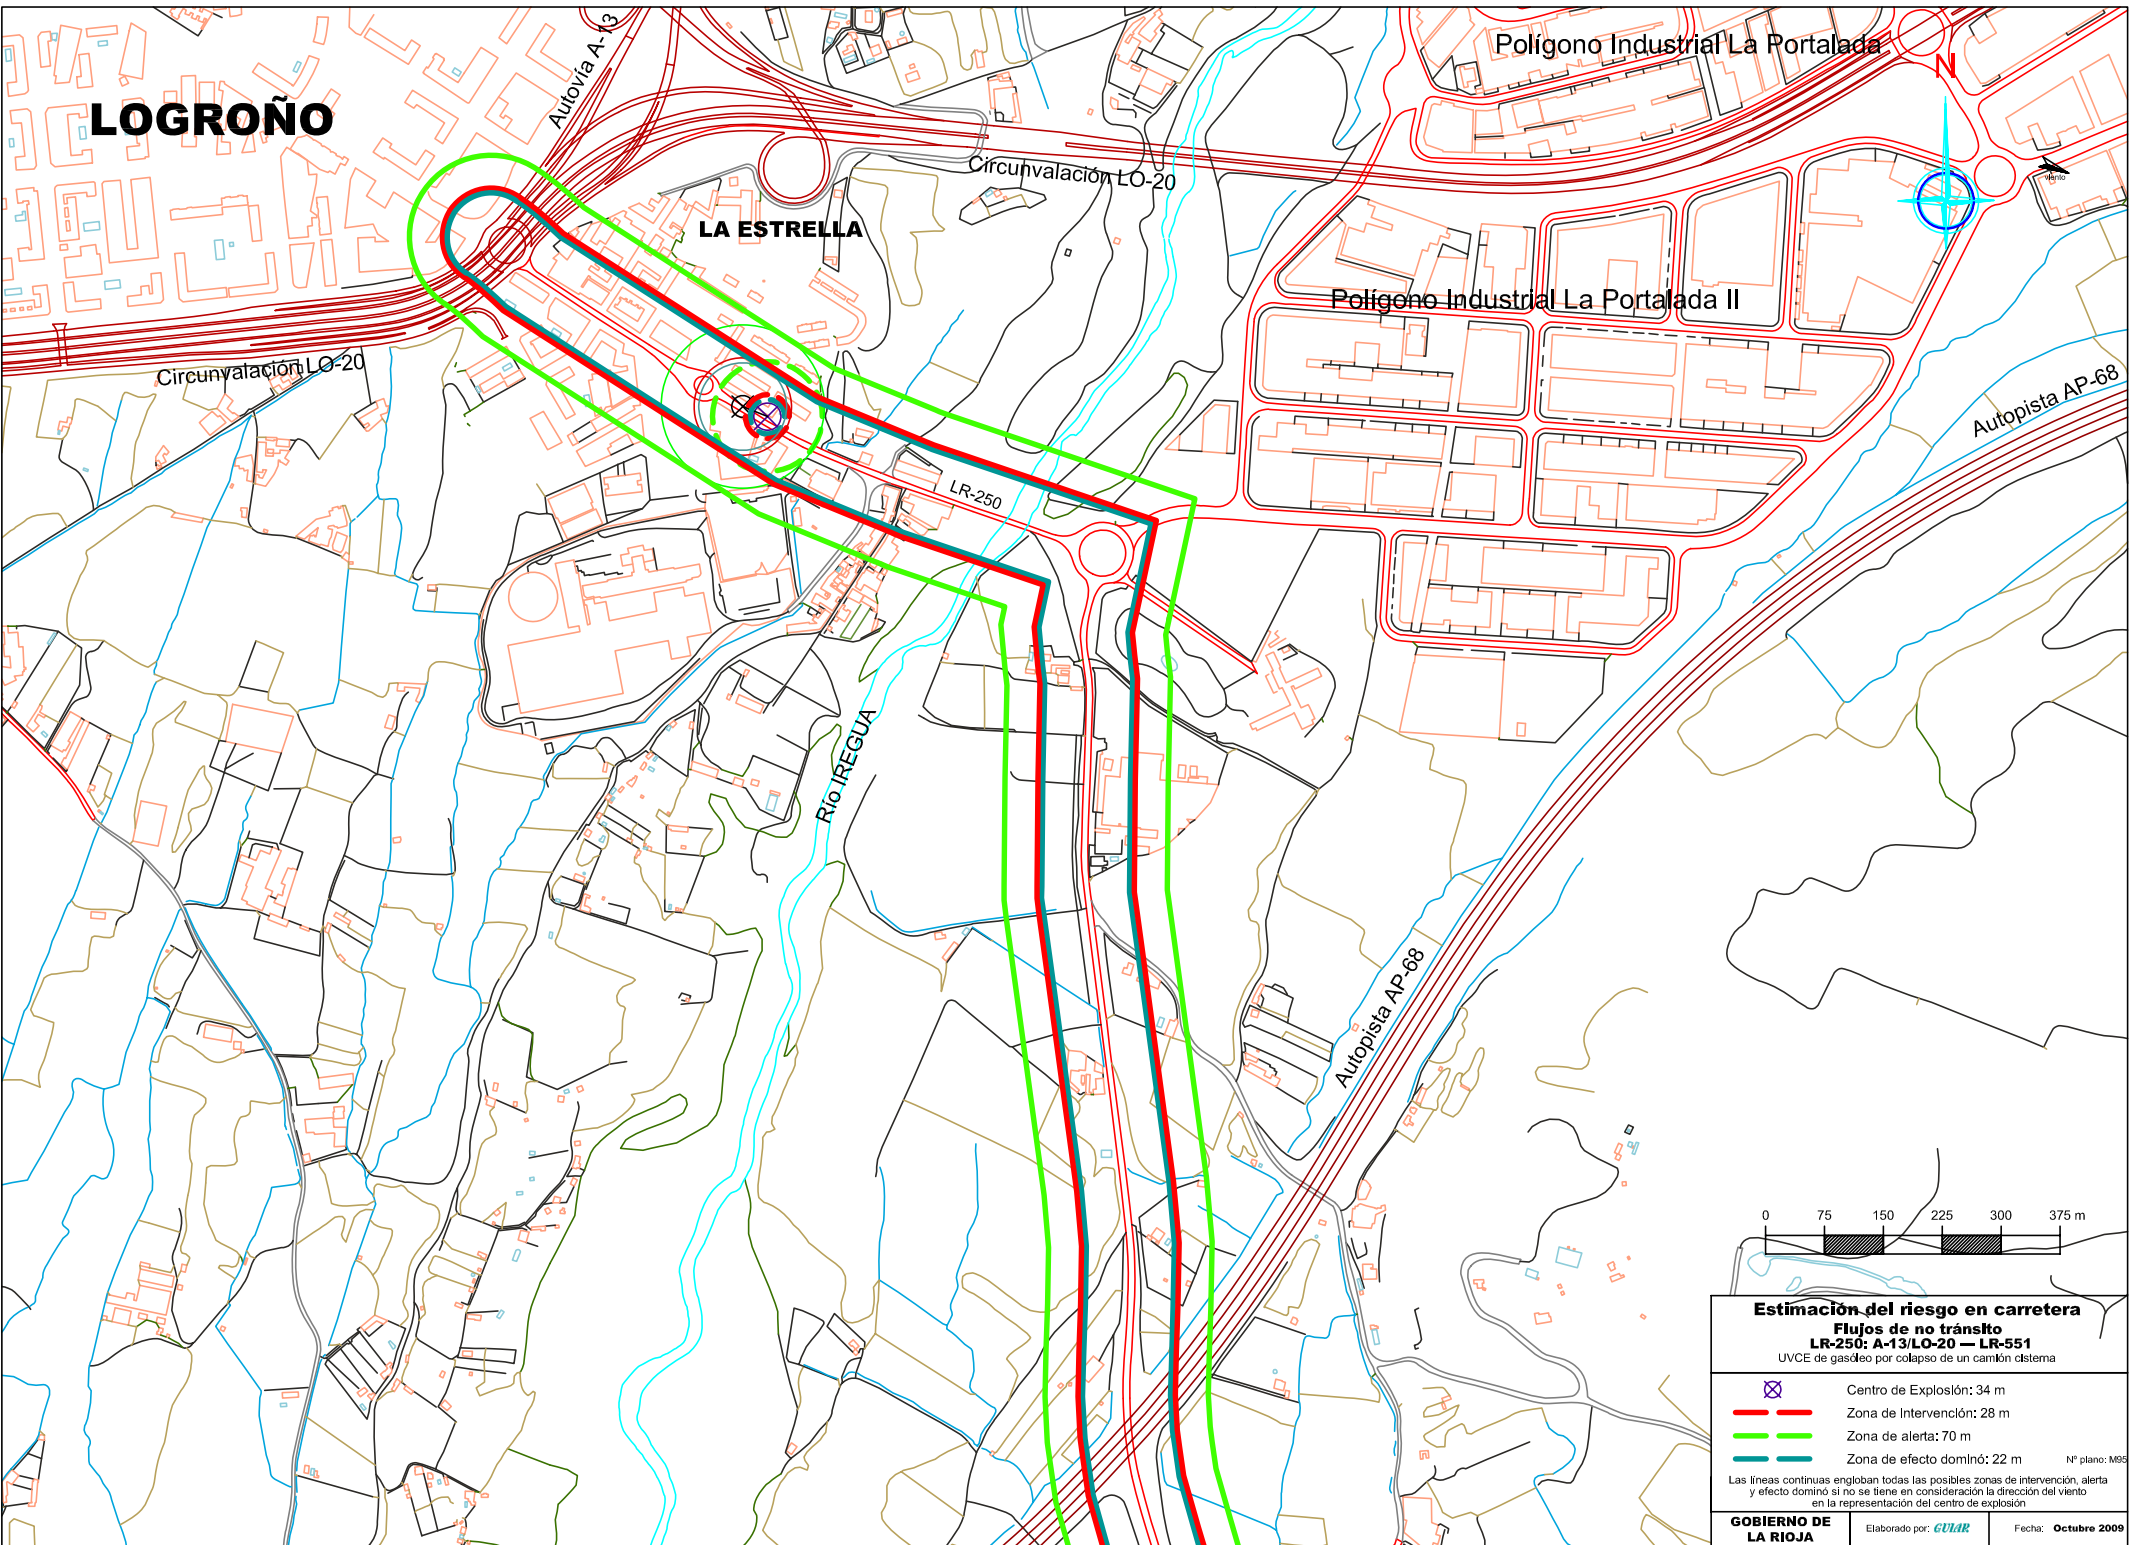 Polígono Industrial La Portalada
N
Autovía A-13
LOGROÑO
Circunvalación LO-20
viento
LA ESTRELLA
Polígono Industrial La Portalada II
Circunvalación LO-20
Autopista AP-68
LR-250
Río IREGUA
Autopista AP-68
0 75 150 225 300 375 m
Estimación del riesgo en carretera
Flujos de no tránsito
LR-250: A-13/LO-20 — LR-551
UVCE de gasóleo por colapso de un camión cisterna
Centro de Explosión: 34 m
Zona de Intervención: 28 m
Zona de alerta: 70 m
Zona de efecto dominó: 22 m
Nº plano: M95
Las líneas continuas engloban todas las posibles zonas de intervención, alerta
y efecto dominó si no se tiene en consideración la dirección del viento
en la representación del centro de explosión
GOBIERNO DE
LA RIOJA
Elaborado por: GUIAR
Fecha: Octubre 2009